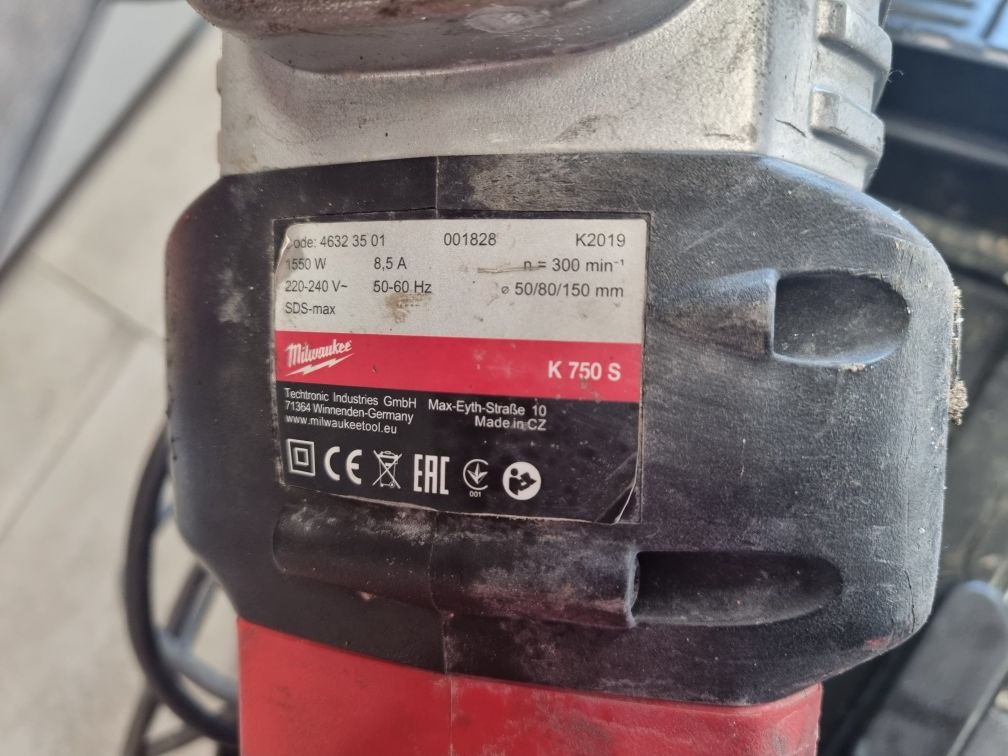 ode: 4632 35 01 001828 K2019
1550 W 8,5 A n = 300 min⁻¹
220-240 V~ 50-60 Hz ø 50/80/150 mm
SDS-max
Milwaukee
K 750 S
Techtronic Industries GmbH Max-Eyth-Straße 10
71364 Winnenden-Germany Made in CZ
www.milwaukeetool.eu
CE EAC
001